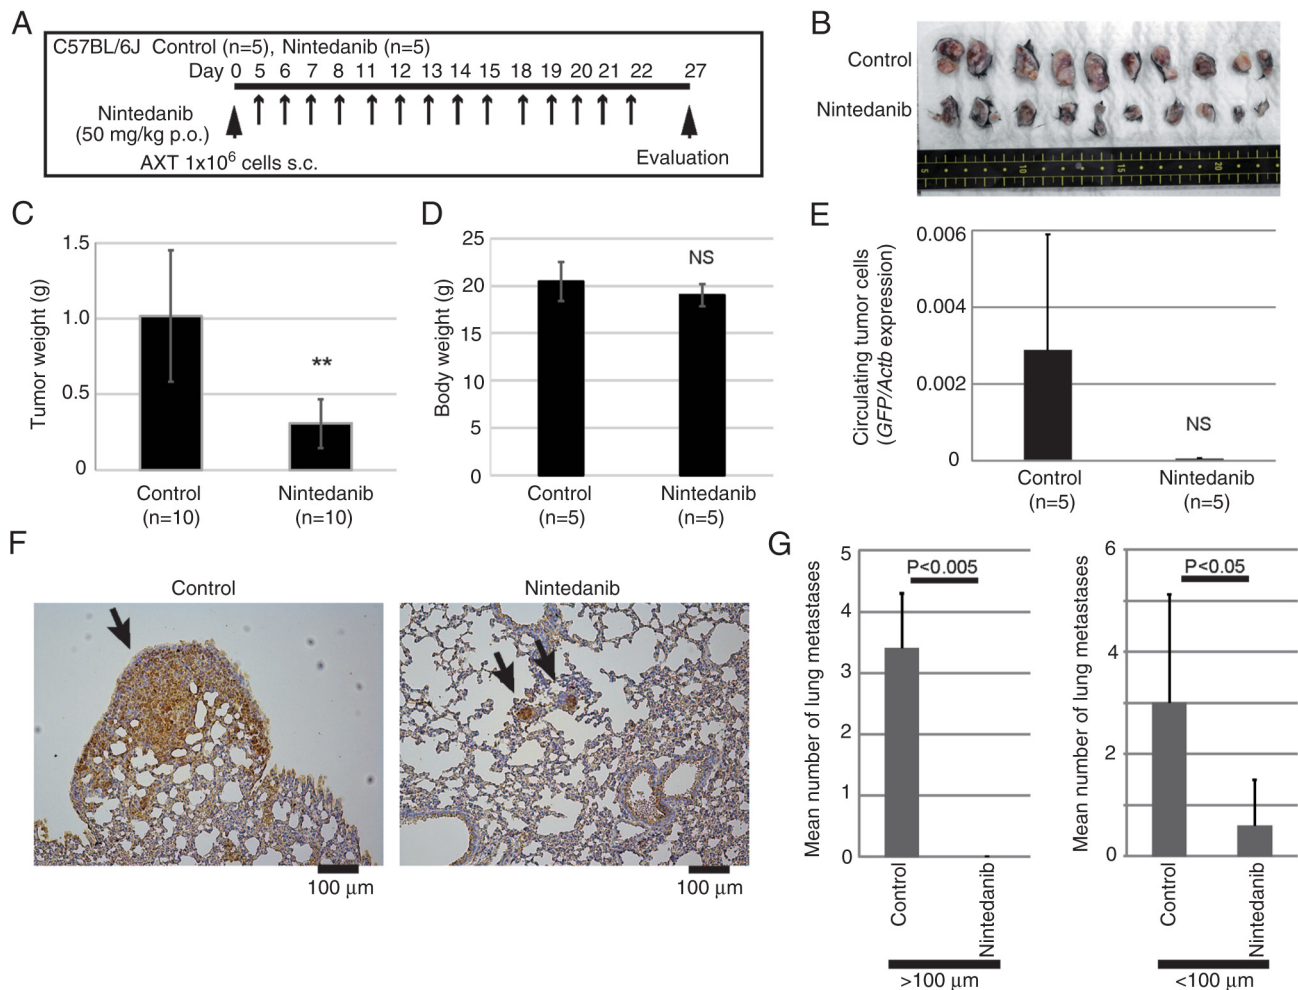 A
C57BL/6J Control (n=5), Nintedanib (n=5)
Day 0 5 6 7 8 11 12 13 14 15 18 19 20 21 22 27
Nintedanib
(50 mg/kg p.o.)
AXT 1x10⁶ cells s.c.
Evaluation
B
Control
Nintedanib
5 10 15 20
C
Tumor weight (g)
1.5
1.0
0.5
0
**
Control
(n=10)
Nintedanib
(n=10)
D
Body weight (g)
25
20
15
10
5
0
NS
Control
(n=5)
Nintedanib
(n=5)
E
Circulating tumor cells
(GFP/Actb expression)
0.006
0.004
0.002
0
NS
Control
(n=5)
Nintedanib
(n=5)
F
Control
Nintedanib
100 μm
100 μm
G
Mean number of lung metastases
5
4
3
2
1
0
P<0.005
Control
Nintedanib
>100 μm
Mean number of lung metastases
6
4
2
0
P<0.05
Control
Nintedanib
<100 μm